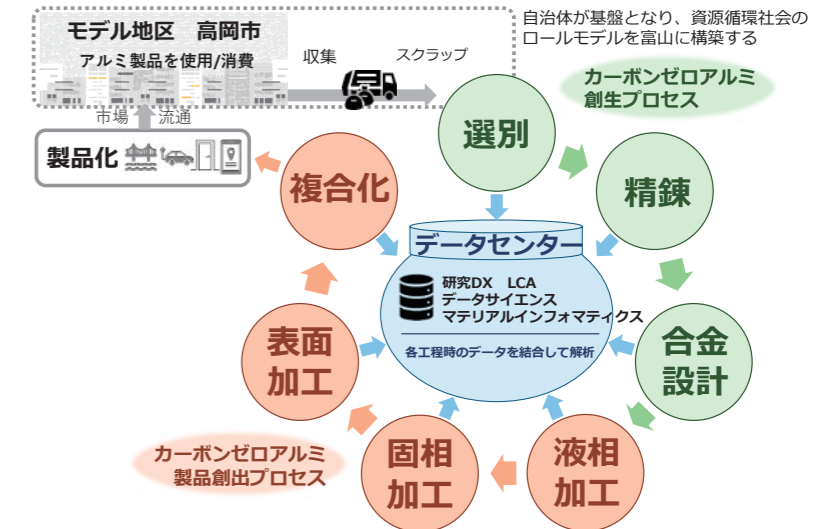 モデル地区　高岡市
アルミ製品を使用/消費
収集
スクラップ
自治体が基盤となり、資源循環社会の
ロールモデルを富山に構築する
カーボンゼロアルミ
創生プロセス
市場
流通
製品化
選別
精錬
複合化
データセンター
研究DX　LCA
データサイエンス
マテリアルインフォマティクス
各工程時のデータを結合して解析
合金
設計
表面
加工
固相
加工
液相
加工
カーボンゼロアルミ
製品創出プロセス